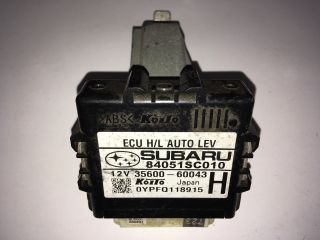 >ABS< KOITO
ECU H/L AUTO LEV
SUBARU
84051SC010
12V 35600-60043 H
KOITO Japan
0YPFQ118915